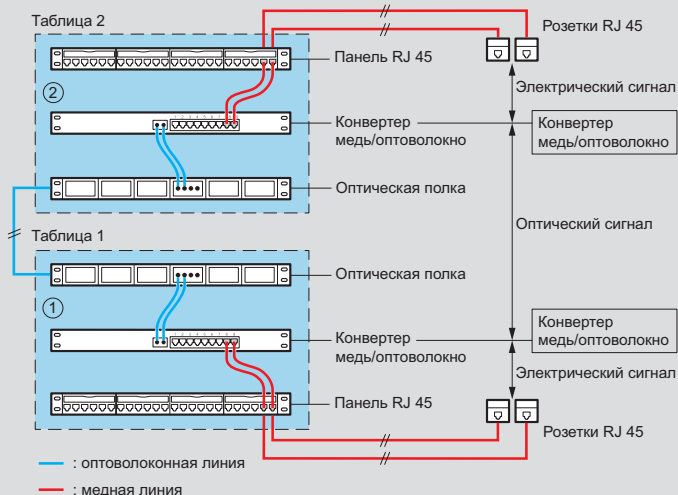 Таблица 2
Розетки RJ 45
Панель RJ 45
Электрический сигнал
2
Конвертер
медь/оптоволокно
Конвертер
медь/оптоволокно
Оптическая полка
Оптический сигнал
Таблица 1
Оптическая полка
1
Конвертер
медь/оптоволокно
Конвертер
медь/оптоволокно
Электрический сигнал
Панель RJ 45
Розетки RJ 45
: оптоволоконная линия
: медная линия